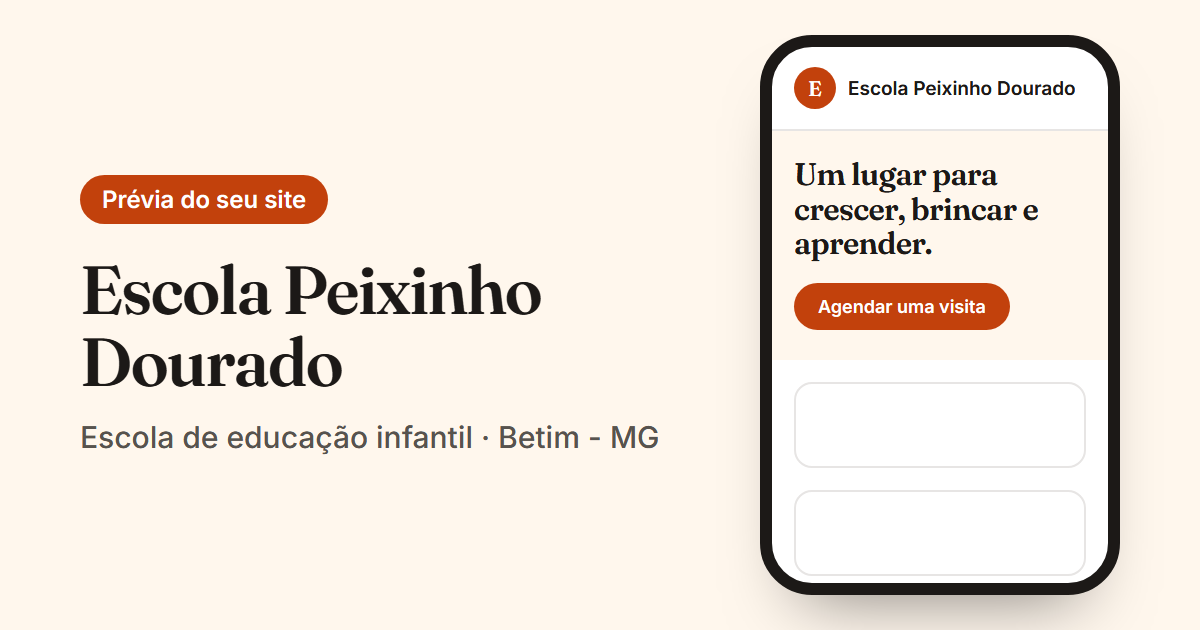 Prévia do seu site
Escola Peixinho
Dourado
Escola de educação infantil · Betim - MG
E
Escola Peixinho Dourado
Um lugar para
crescer, brincar e
aprender.
Agendar uma visita